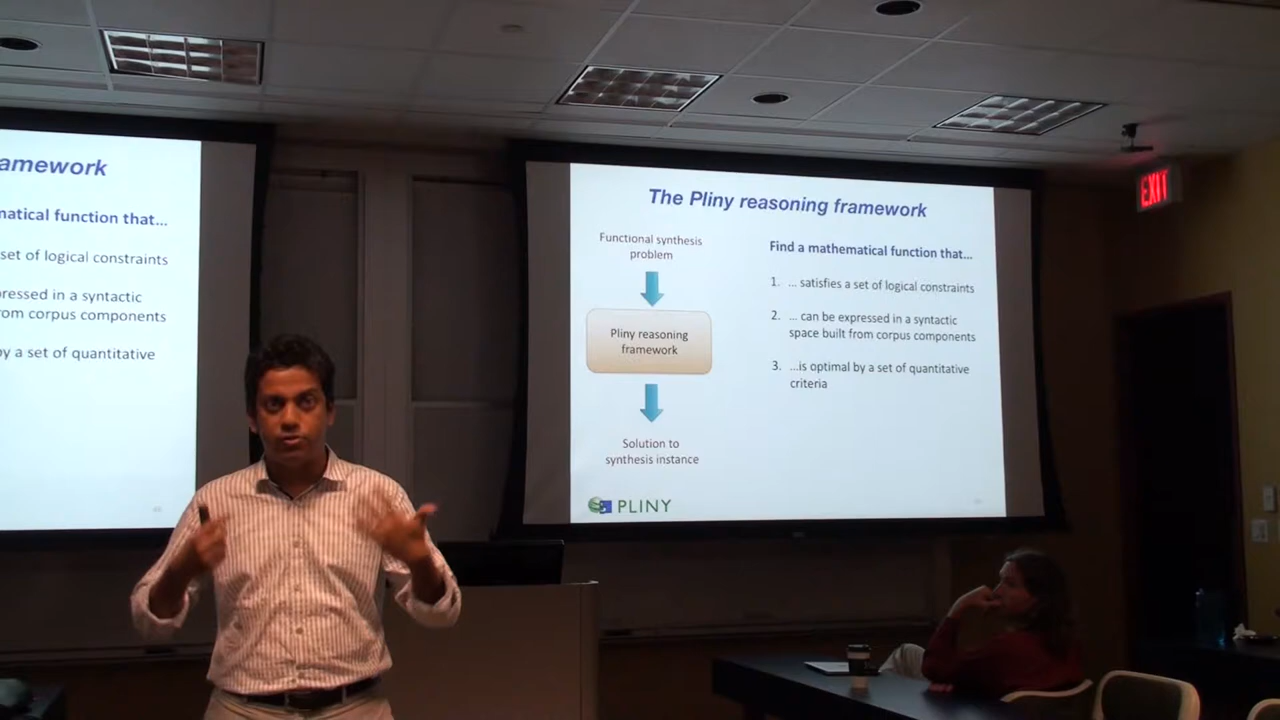 amework
matical function that…
set of logical constraints
ressed in a syntactic
om corpus components
y a set of quantitative
The Pliny reasoning framework
Functional synthesis
problem
Pliny reasoning
framework
Solution to
synthesis instance
Find a mathematical function that…
1. … satisfies a set of logical constraints
2. … can be expressed in a syntactic
space built from corpus components
3. …is optimal by a set of quantitative
criteria
PLINY
EXIT